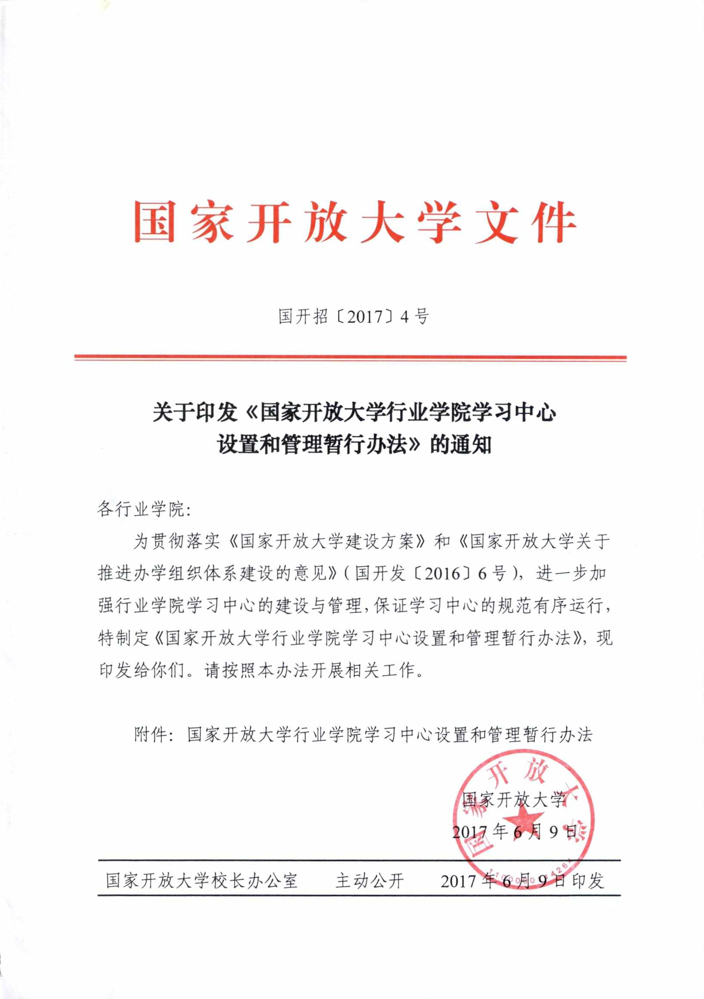 国家开放大学文件
国开招〔2017〕4号
关于印发《国家开放大学行业学院学习中心
设置和管理暂行办法》的通知
各行业学院：
为贯彻落实《国家开放大学建设方案》和《国家开放大学关于
推进办学组织体系建设的意见》（国开发〔2016〕6号），进一步加
强行业学院学习中心的建设与管理，保证学习中心的规范有序运行，
特制定《国家开放大学行业学院学习中心设置和管理暂行办法》，现
印发给你们。请按照本办法开展相关工作。
附件：国家开放大学行业学院学习中心设置和管理暂行办法
国家开放大学
国家开放大学
2017年6月9日
国家开放大学校长办公室 主动公开 2017年6月9日印发